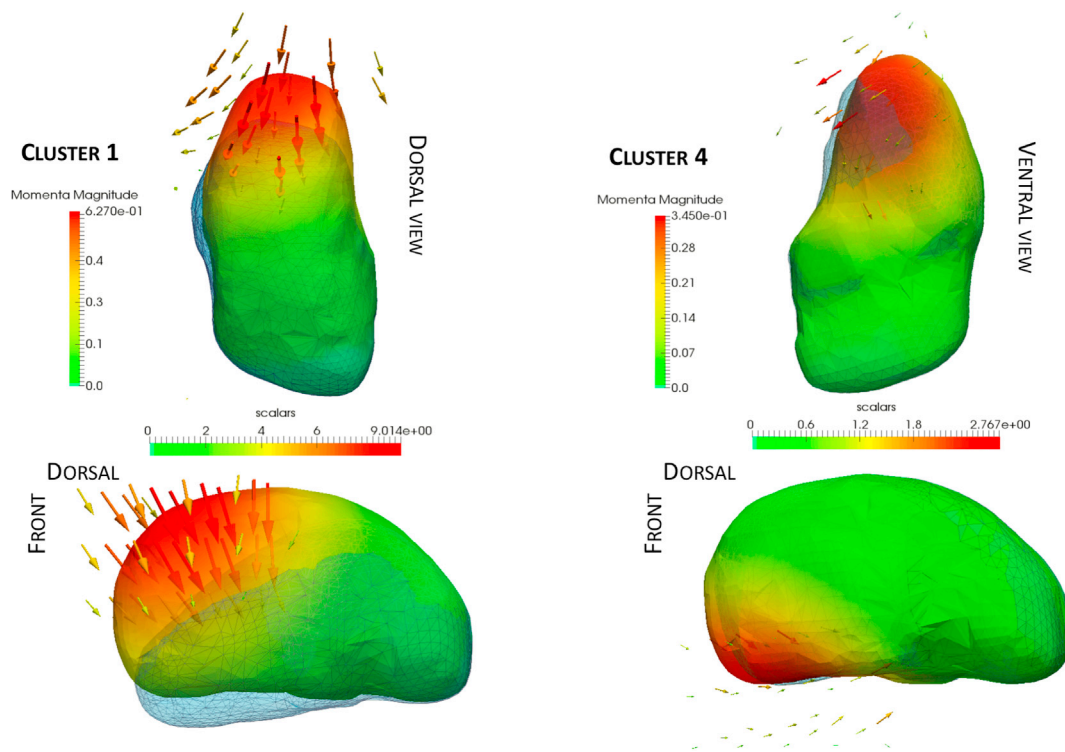 CLUSTER 1
Momenta Magnitude
6.270e-01
0.4
0.3
0.1
0.0
DORSAL VIEW
CLUSTER 4
Momenta Magnitude
3.450e-01
0.28
0.21
0.14
0.07
0.0
VENTRAL VIEW
scalars
0 2 4 6 9.014e+00
DORSAL
FRONT
scalars
0 0.6 1.2 1.8 2.767e+00
DORSAL
FRONT